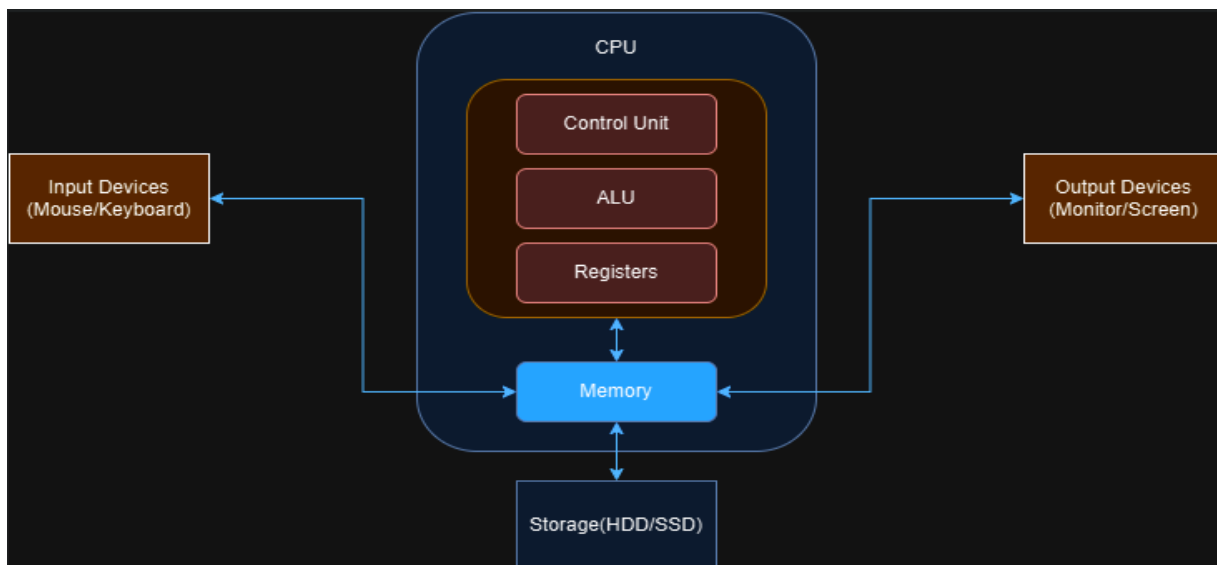 CPU
Control Unit
ALU
Registers
Memory
Input Devices
(Mouse/Keyboard)
Output Devices
(Monitor/Screen)
Storage(HDD/SSD)